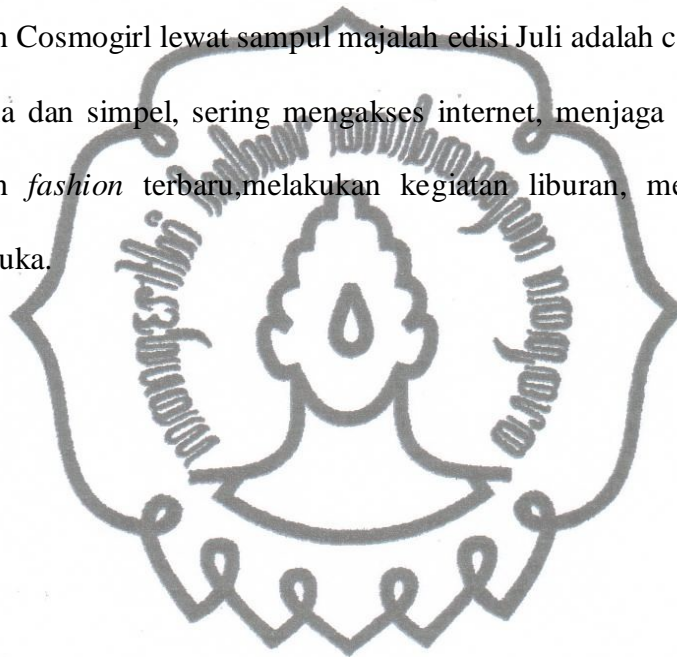 n Cosmogirl lewat sampul majalah edisi Juli adalah c
a dan simpel, sering mengakses internet, menjaga
n fashion terbaru,melakukan kegiatan liburan, me
uka.